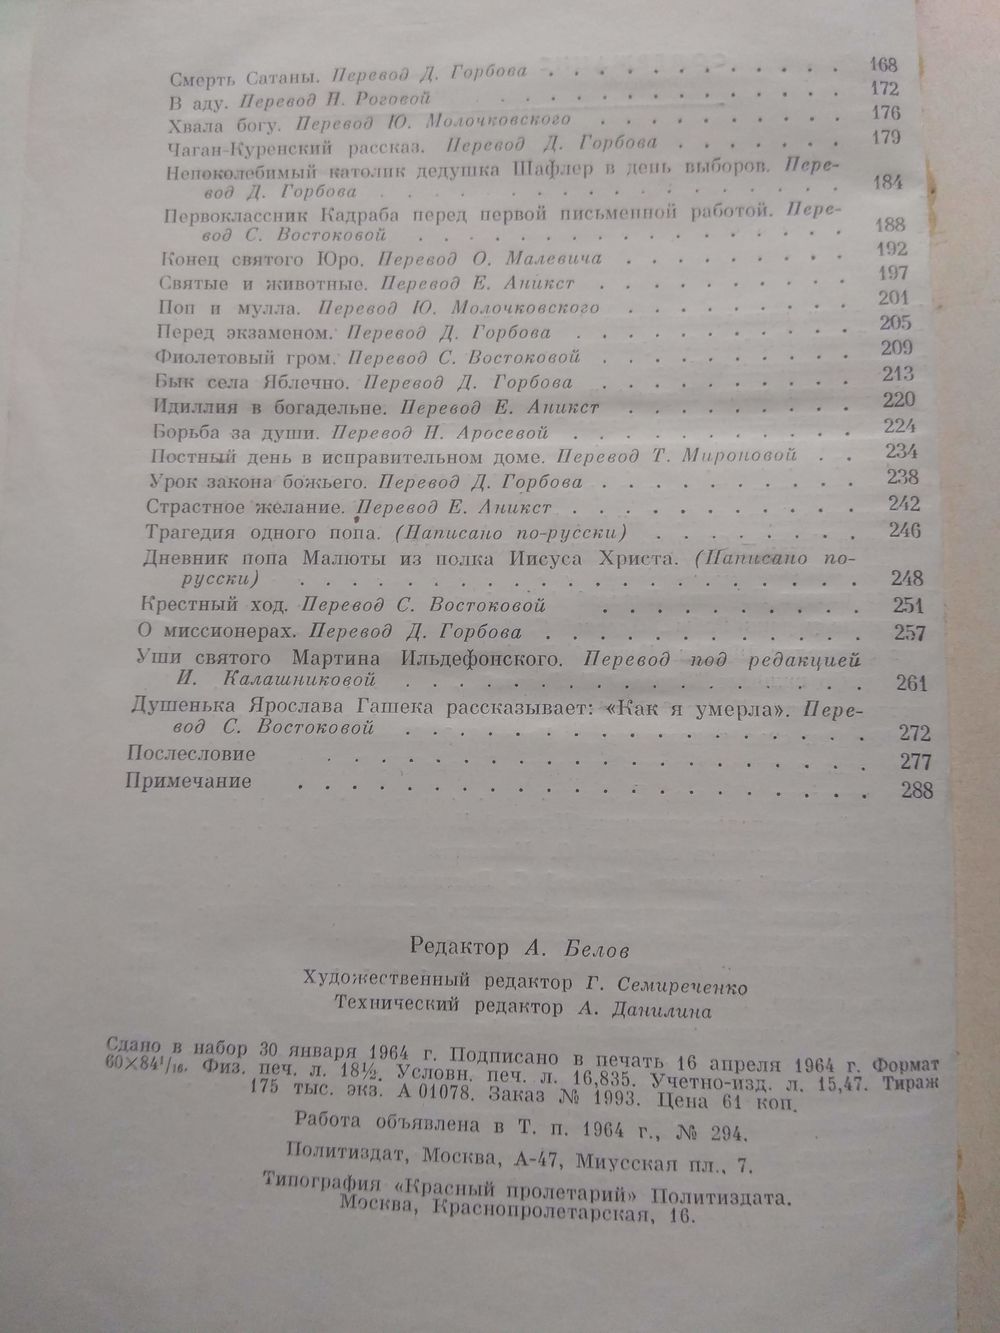 Смерть Сатаны. Перевод Д. Горбова . . . . . . . . . . . . 168
В аду. Перевод Н. Роговой . . . . . . . . . . . . . . . 172
Хвала богу. Перевод Ю. Молочковского . . . . . . . . . . 176
Чаган-Куренский рассказ. Перевод Д. Горбова . . . . . . . 179
Непоколебимый католик дедушка Шафлер в день выборов. Пере-
вод Д. Горбова . . . . . . . . . . . . . . . . . 184
Первоклассник Кадраба перед первой письменной работой. Пере-
вод С. Востоковой . . . . . . . . . . . . . . . . 188
Конец святого Юро. Перевод О. Малевича . . . . . . . . . 192
Святые и животные. Перевод Е. Аникст . . . . . . . . . . 197
Поп и мулла. Перевод Ю. Молочковского . . . . . . . . . 201
Перед экзаменом. Перевод Д. Горбова . . . . . . . . . . . 205
Фиолетовый гром. Перевод С. Востоковой . . . . . . . . . 209
Бык села Яблечно. Перевод Д. Горбова . . . . . . . . . . 213
Идиллия в богадельне. Перевод Е. Аникст . . . . . . . . . 220
Борьба за души. Перевод Н. Аросевой . . . . . . . . . . . 224
Постный день в исправительном доме. Перевод Т. Мироновой . . 234
Урок закона божьего. Перевод Д. Горбова . . . . . . . . . . 238
Страстное желание. Перевод Е. Аникст . . . . . . . . . . . 242
Трагедия одного попа. (Написано по-русски) . . . . . . . . 246
Дневник попа Малюты из полка Иисуса Христа. (Написано по-
русски) . . . . . . . . . . . . . . . . . . . . . 248
Крестный ход. Перевод С. Востоковой . . . . . . . . . . 251
О миссионерах. Перевод Д. Горбова . . . . . . . . . . . . 257
Уши святого Мартина Ильдефонского. Перевод под редакцией
И. Калашниковой . . . . . . . . . . . . . . . . . 261
Душенька Ярослава Гашека рассказывает: «Как я умерла». Пере-
вод С. Востоковой . . . . . . . . . . . . . . . . . 272
Послесловие . . . . . . . . . . . . . . . . . . . . 277
Примечание . . . . . . . . . . . . . . . . . . . . . 288
Редактор А. Белов
Художественный редактор Г. Семиреченко
Технический редактор А. Данилина
Сдано в набор 30 января 1964 г. Подписано в печать 16 апреля 1964 г. Формат
60×84 1/16. Физ. печ. л. 18½. Условн. печ. л. 16,835. Учетно-изд. л. 15,47. Тираж
175 тыс. экз. А 01078. Заказ № 1993. Цена 61 коп.
Работа объявлена в Т. п. 1964 г., № 294.
Политиздат, Москва, А-47, Миусская пл., 7.
Типография «Красный пролетарий» Политиздата.
Москва, Краснопролетарская, 16.